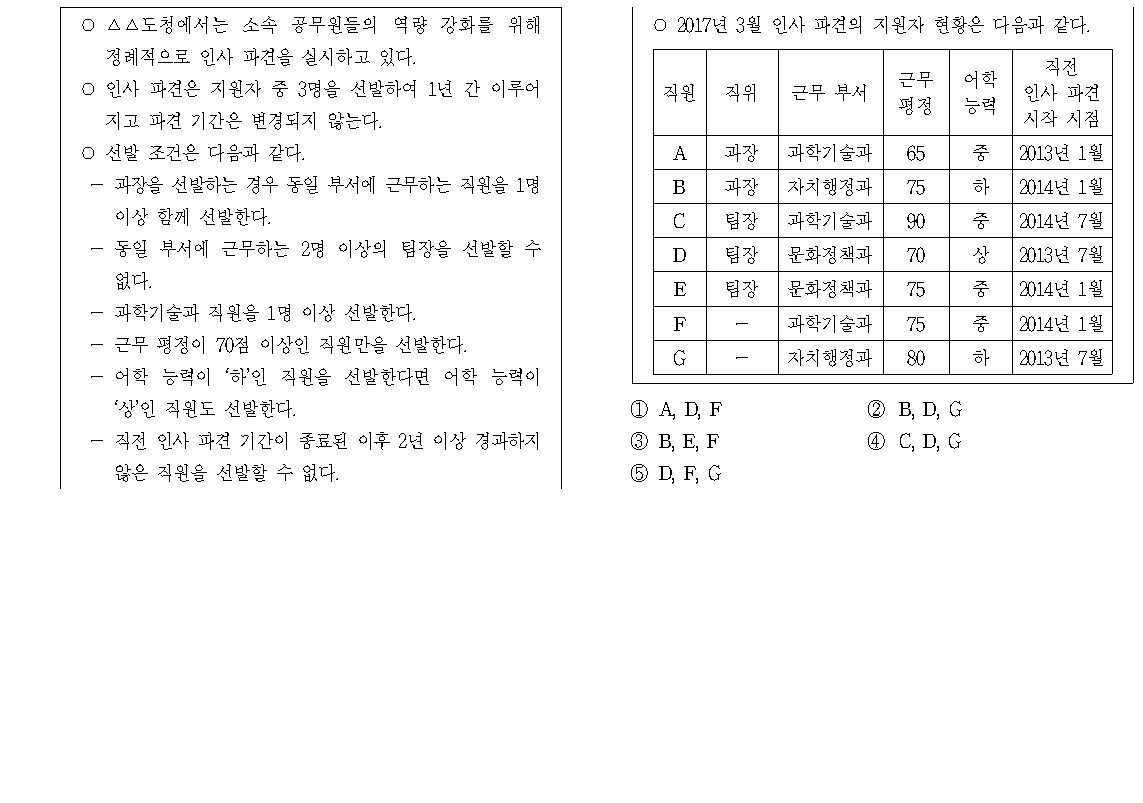 ○ △△도청에서는 소속 공무원들의 역량 강화를 위해
정례적으로 인사 파견을 실시하고 있다.
○ 인사 파견은 지원자 중 3명을 선발하여 1년 간 이루어
지고 파견 기간은 변경되지 않는다.
○ 선발 조건은 다음과 같다.
－ 과장을 선발하는 경우 동일 부서에 근무하는 직원을 1명
이상 함께 선발한다.
－ 동일 부서에 근무하는 2명 이상의 팀장을 선발할 수
없다.
－ 과학기술과 직원을 1명 이상 선발한다.
－ 근무 평정이 70점 이상인 직원만을 선발한다.
－ 어학 능력이 ‘하’인 직원을 선발한다면 어학 능력이
‘상’인 직원도 선발한다.
－ 직전 인사 파견 기간이 종료된 이후 2년 이상 경과하지
않은 직원을 선발할 수 없다.
○ 2017년 3월 인사 파견의 지원자 현황은 다음과 같다.
직원 직위 근무 부서 근무 평정 어학 능력 직전 인사 파견 시작 시점
A 과장 과학기술과 65 중 2013년 1월
B 과장 자치행정과 75 하 2014년 1월
C 팀장 과학기술과 90 중 2014년 7월
D 팀장 문화정책과 70 상 2013년 7월
E 팀장 문화정책과 75 중 2014년 1월
F － 과학기술과 75 중 2014년 1월
G － 자치행정과 80 하 2013년 7월
① A, D, F ② B, D, G
③ B, E, F ④ C, D, G
⑤ D, F, G